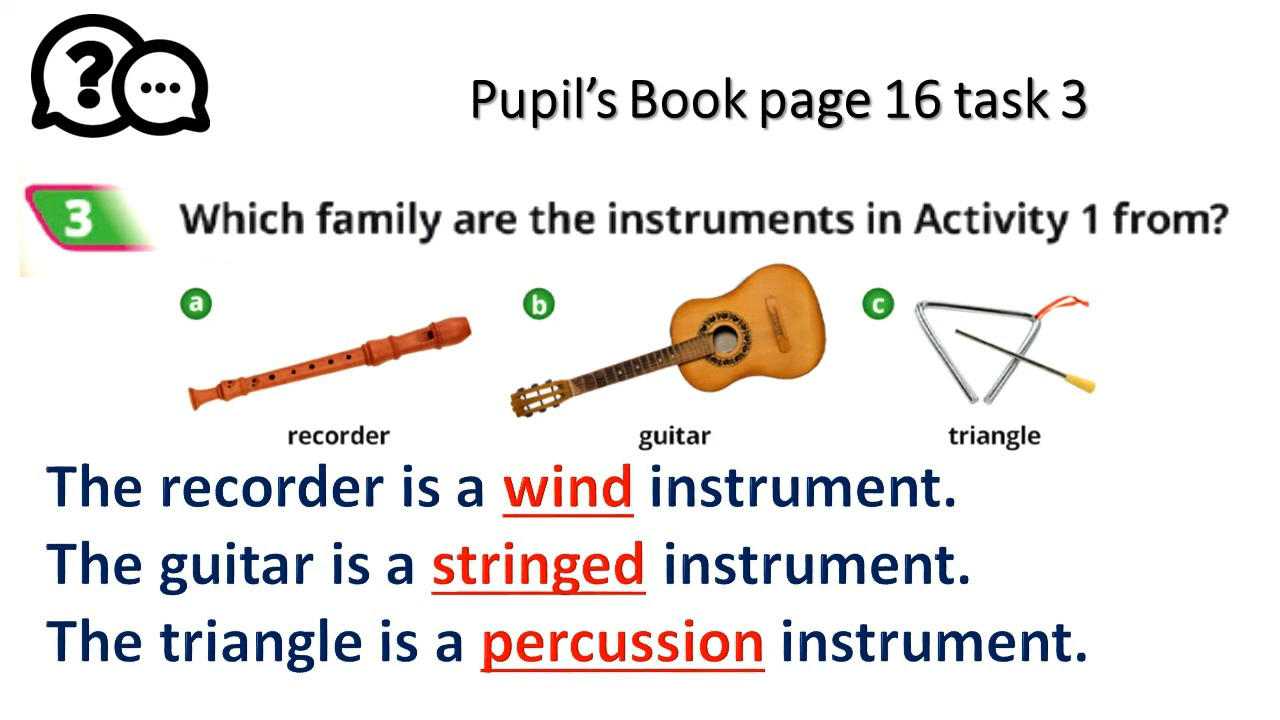 ? ...
Pupil’s Book page 16 task 3
3 Which family are the instruments in Activity 1 from?
a b c
recorder guitar triangle
The recorder is a wind instrument.
The guitar is a stringed instrument.
The triangle is a percussion instrument.